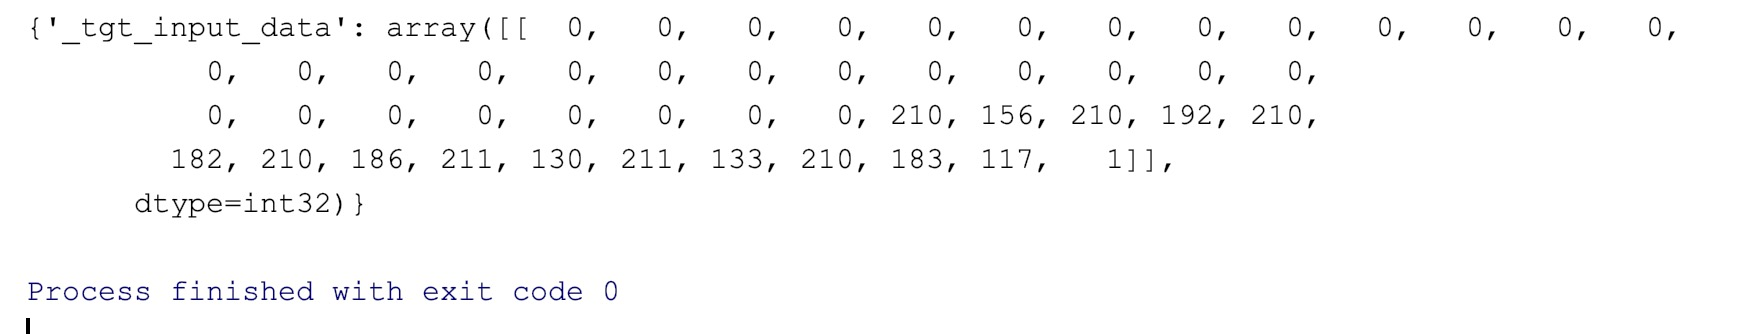 {'_tgt_input_data': array([[  0,   0,   0,   0,   0,   0,   0,   0,   0,   0,   0,   0,   0,
          0,   0,   0,   0,   0,   0,   0,   0,   0,   0,   0,   0,
          0,   0,   0,   0,   0,   0,   0,   0, 210, 156, 210, 192, 210,
        182, 210, 186, 211, 130, 211, 133, 210, 183, 117,   1]],
      dtype=int32)}
Process finished with exit code 0